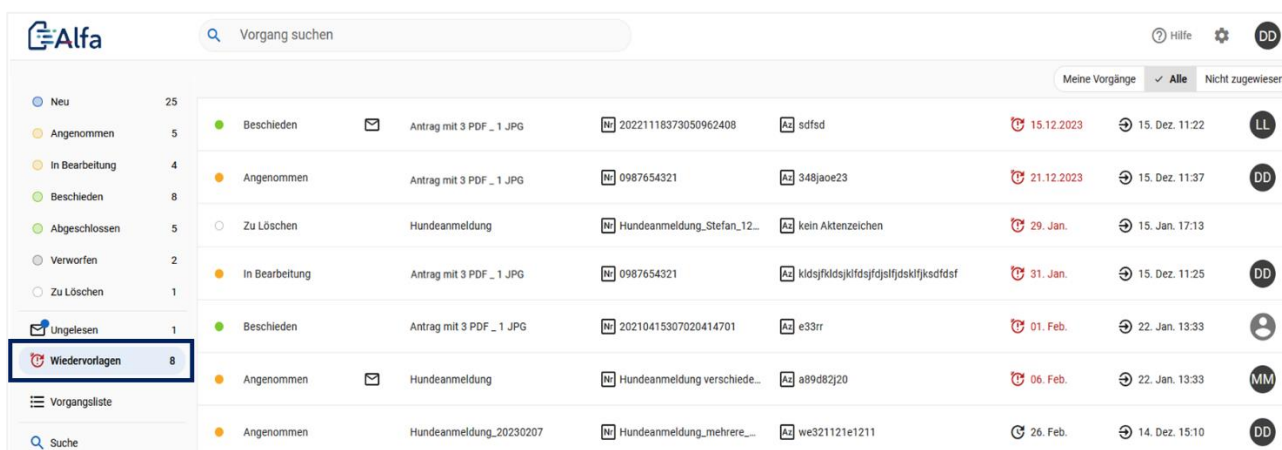 Alfa
Vorgang suchen
Hilfe
DD
Meine Vorgänge Alle Nicht zugewiesen
Neu 25
Angenommen 5
In Bearbeitung 4
Beschieden 8
Abgeschlossen 5
Verworfen 2
Zu Löschen 1
Ungelesen 1
Wiedervorlagen 8
Vorgangsliste
Suche
Beschieden Antrag mit 3 PDF _ 1 JPG Nr 20221118373050962408 Az sdfsd 15.12.2023 15. Dez. 11:22 LL
Angenommen Antrag mit 3 PDF _ 1 JPG Nr 0987654321 Az 348jaoe23 21.12.2023 15. Dez. 11:37 DD
Zu Löschen Hundeanmeldung Nr Hundeanmeldung_Stefan_12... Az kein Aktenzeichen 29. Jan. 15. Jan. 17:13
In Bearbeitung Antrag mit 3 PDF _ 1 JPG Nr 0987654321 Az kldsjfkldsjklfdsjfdjslfjdsklfjksdfdsf 31. Jan. 15. Dez. 11:25 DD
Beschieden Antrag mit 3 PDF _ 1 JPG Nr 20210415307020414701 Az e33rr 01. Feb. 22. Jan. 13:33
Angenommen Hundeanmeldung Nr Hundeanmeldung verschiede... Az a89d82j20 06. Feb. 22. Jan. 13:33 MM
Angenommen Hundeanmeldung_20230207 Nr Hundeanmeldung_mehrere_... Az we321121e1211 26. Feb. 14. Dez. 15:10 DD